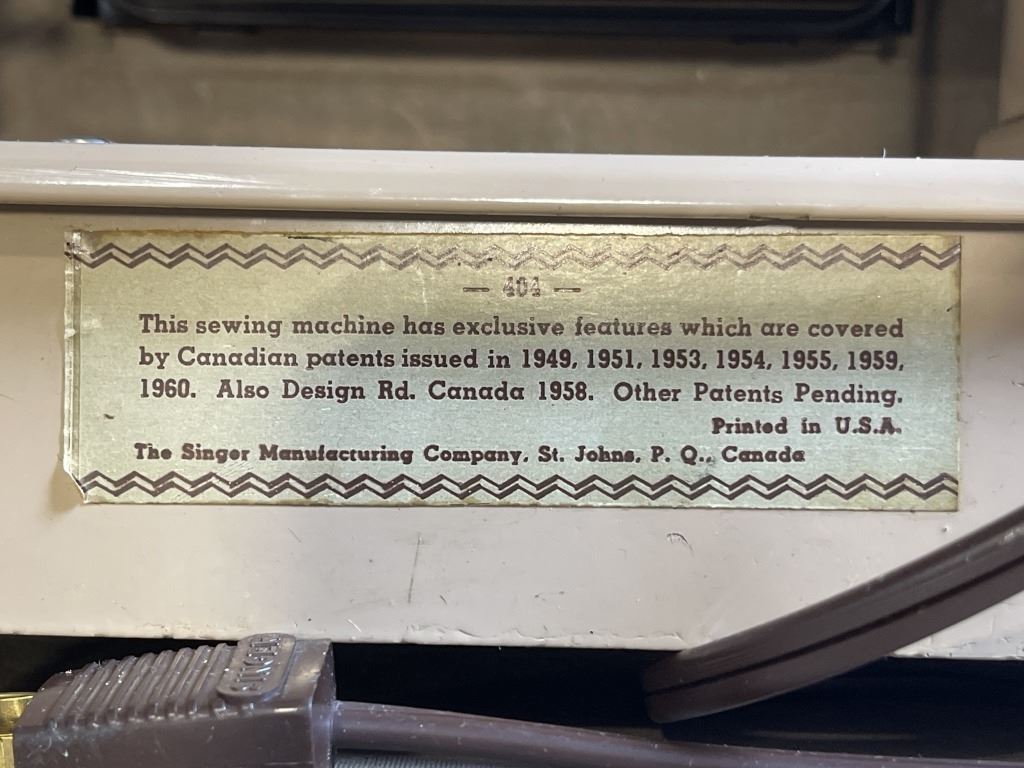 — 404 —
This sewing machine has exclusive features which are covered
by Canadian patents issued in 1949, 1951, 1953, 1954, 1955, 1959,
1960. Also Design Rd. Canada 1958. Other Patents Pending.
Printed in U.S.A.
The Singer Manufacturing Company, St. Johns, P. Q., Canada
SINGER